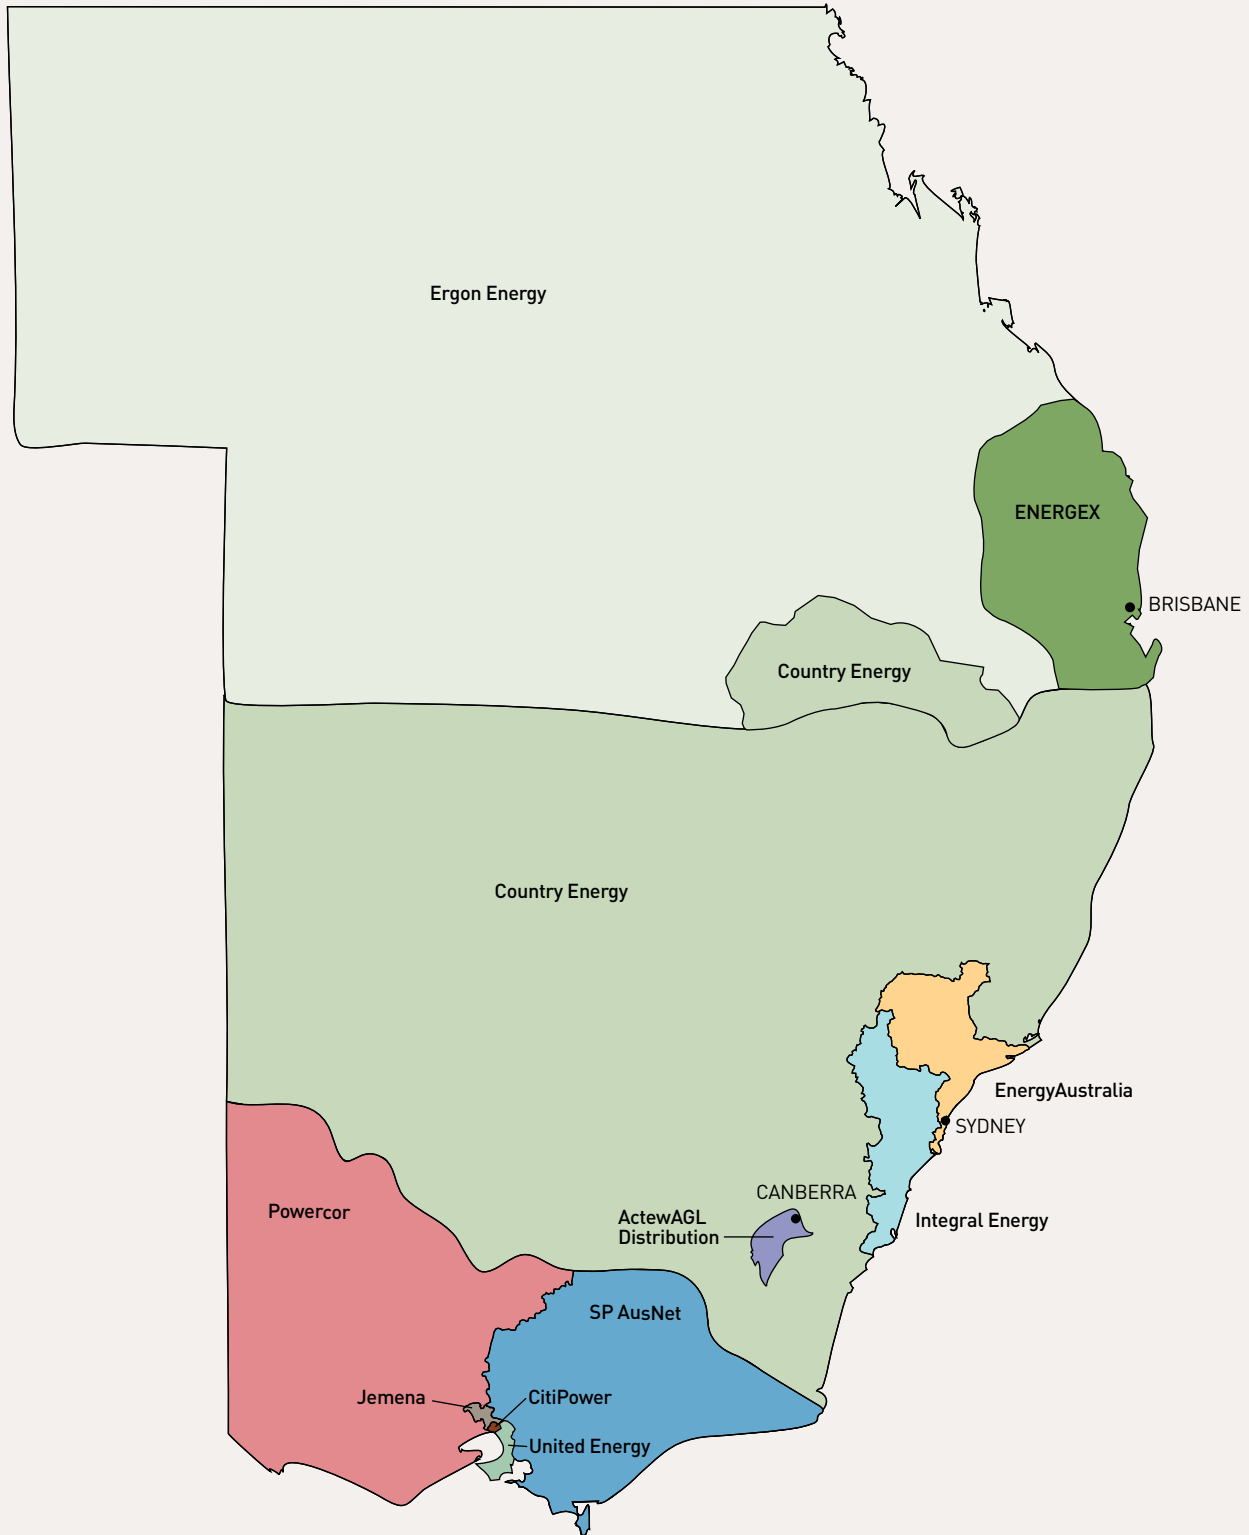 Ergon Energy
ENERGEX
BRISBANE
Country Energy
Country Energy
EnergyAustralia
SYDNEY
CANBERRA
Powercor
ActewAGL
Distribution
Integral Energy
SP AusNet
Jemena
CitiPower
United Energy